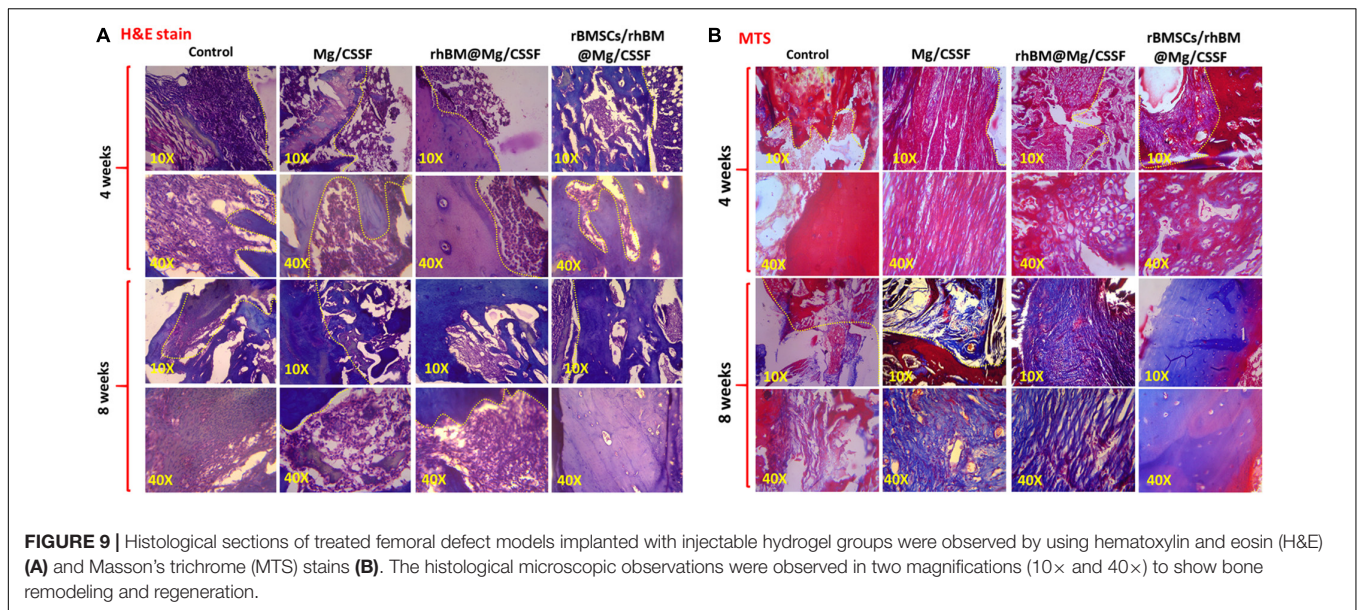 A H&E stain
Control Mg/CSSF rhBM@Mg/CSSF rBMSCs/rhBM
@Mg/CSSF
4 weeks
10X 10X 10X 10X
40X 40X 40X 40X
8 weeks
10X 10X 10X 10X
40X 40X 40X 40X
B MTS
Control Mg/CSSF rhBM@Mg/CSSF rBMSCs/rhBM
@Mg/CSSF
4 weeks
10X 10X 10X 10X
40X 40X 40X 40X
8 weeks
10X 10X 10X 10X
40X 40X 40X 40X
FIGURE 9 | Histological sections of treated femoral defect models implanted with injectable hydrogel groups were observed by using hematoxylin and eosin (H&E)
(A) and Masson's trichrome (MTS) stains (B). The histological microscopic observations were observed in two magnifications (10× and 40×) to show bone
remodeling and regeneration.